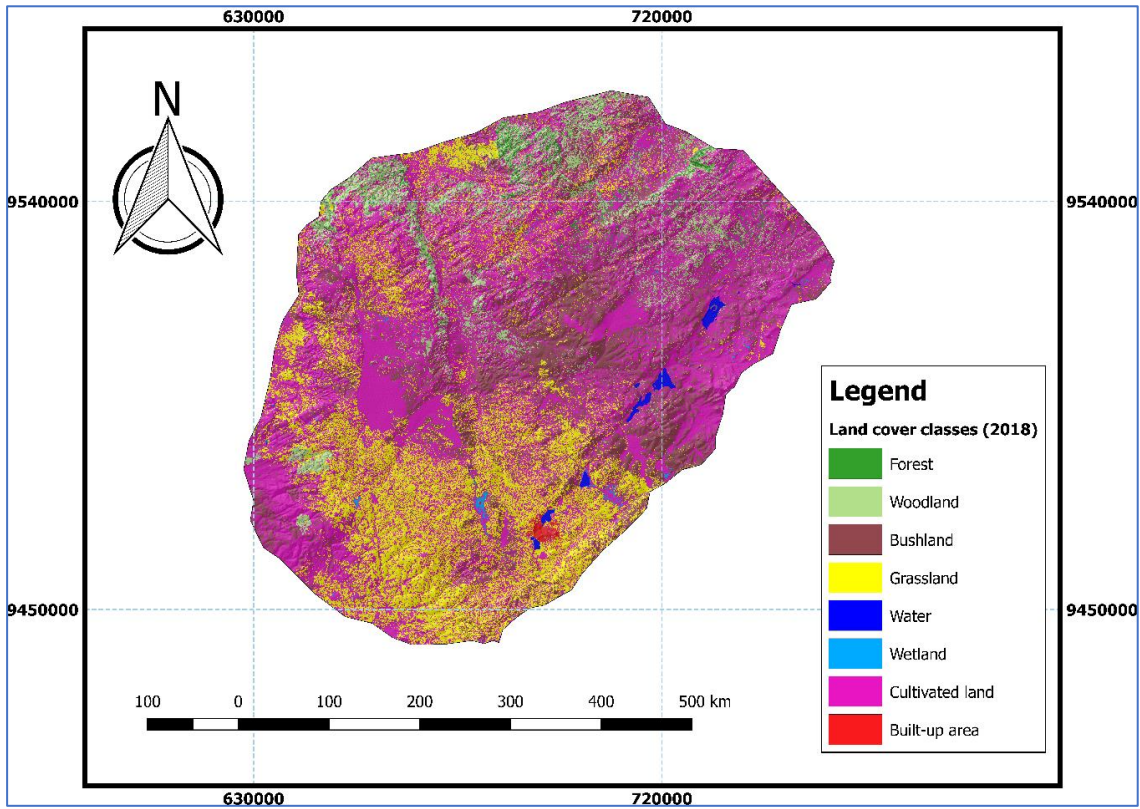 630000 720000
N
9540000 9540000
Legend
Land cover classes (2018)
Forest
Woodland
Bushland
Grassland
Water
Wetland
Cultivated land
Built-up area
9450000 9450000
100 0 100 200 300 400 500 km
630000 720000